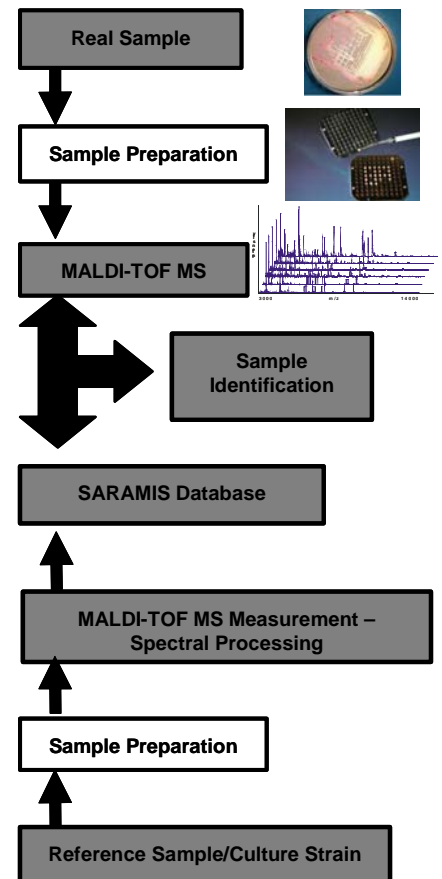 Real Sample
Sample Preparation
MALDI-TOF MS
2000 m/z 14000
Sample
Identification
SARAMIS Database
MALDI-TOF MS Measurement –
Spectral Processing
Sample Preparation
Reference Sample/Culture Strain